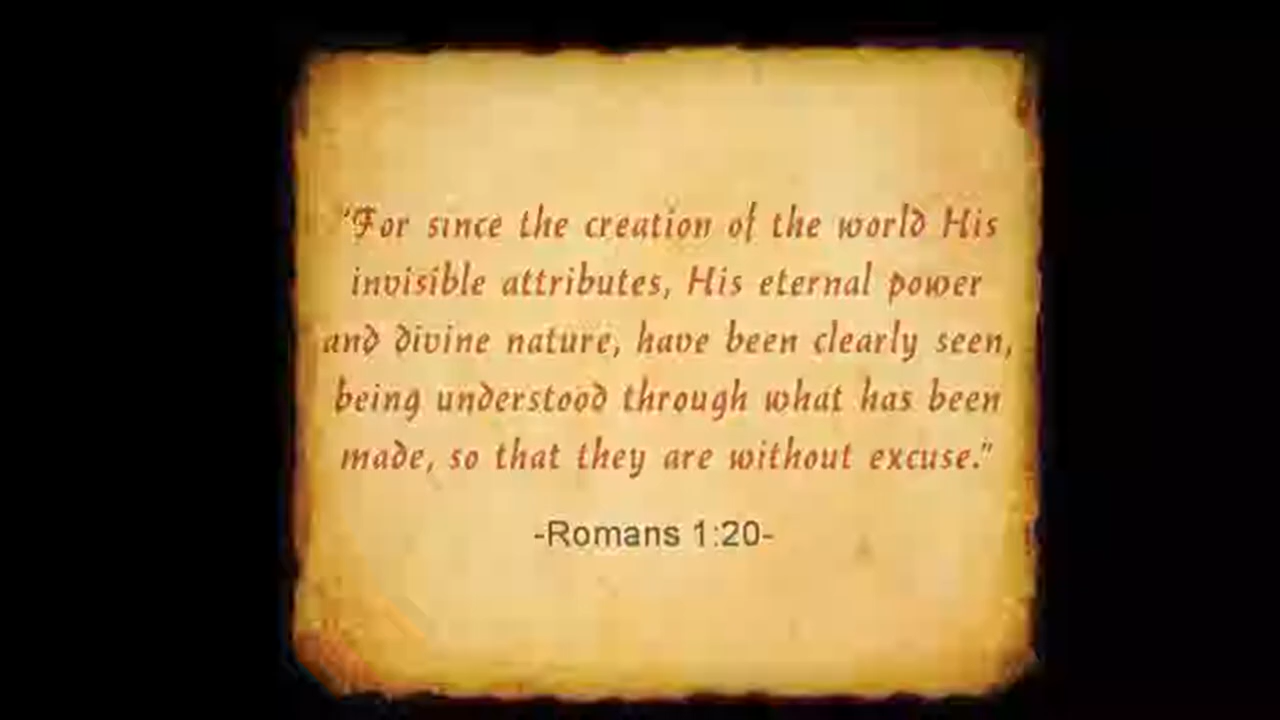 "For since the creation of the world His
invisible attributes, His eternal power
and divine nature, have been clearly seen,
being understood through what has been
made, so that they are without excuse."
-Romans 1:20-